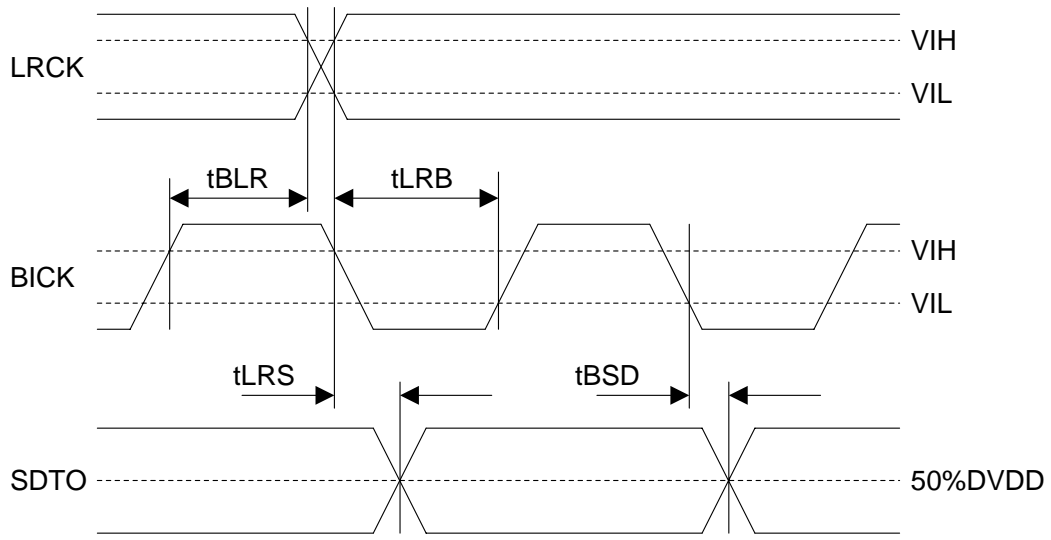 LRCK
VIH
VIL
tBLR
tLRB
BICK
VIH
VIL
tLRS
tBSD
SDTO
50%DVDD